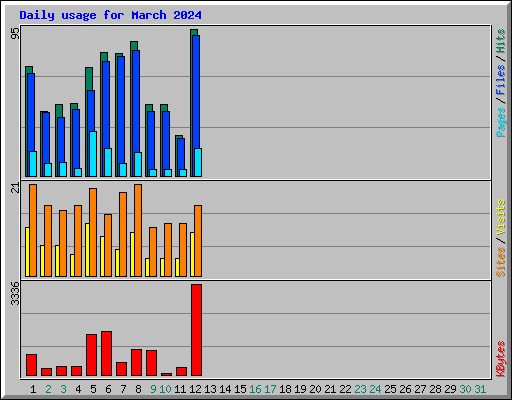 Daily usage for March 2024
95
21
3336
Pages/Files/Hits
Sites/Visits
KBytes
1 2 3 4 5 6 7 8 9 10 11 12 13 14 15 16 17 18 19 20 21 22 23 24 25 26 27 28 29 30 31